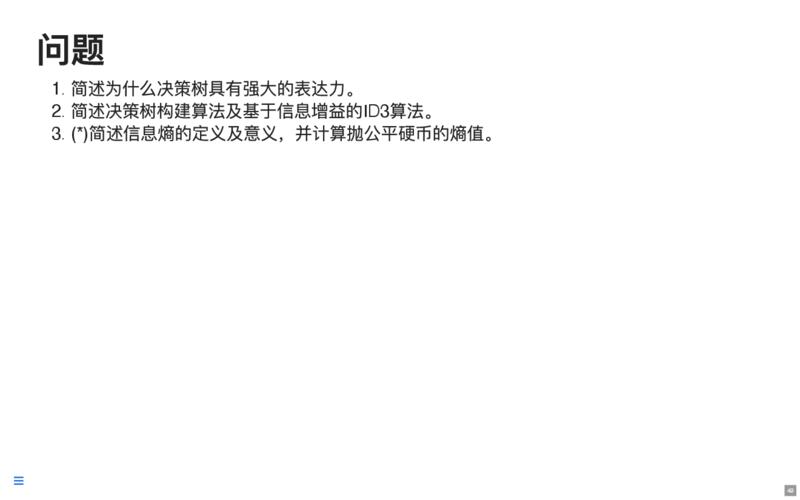 问题
1. 简述为什么决策树具有强大的表达力。
2. 简述决策树构建算法及基于信息增益的ID3算法。
3. (*)简述信息熵的定义及意义，并计算抛公平硬币的熵值。